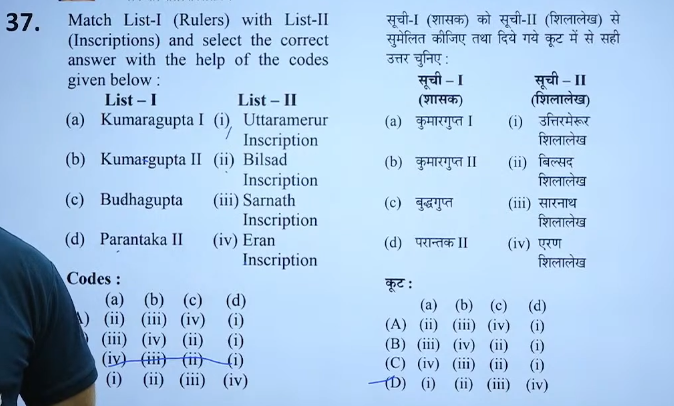 37. Match List-I (Rulers) with List-II
(Inscriptions) and select the correct
answer with the help of the codes
given below :
List – I List – II
(a) Kumaragupta I (i) Uttaramerur
Inscription
(b) Kumargupta II (ii) Bilsad
Inscription
(c) Budhagupta (iii) Sarnath
Inscription
(d) Parantaka II (iv) Eran
Inscription
Codes :
(a) (b) (c) (d)
(ii) (iii) (iv) (i)
(iii) (iv) (ii) (i)
(iv) (iii) (ii) (i)
(i) (ii) (iii) (iv)
सूची-I (शासक) को सूची-II (शिलालेख) से
सुमेलित कीजिए तथा दिये गये कूट में से सही
उत्तर चुनिए :
सूची – I सूची – II
(शासक) (शिलालेख)
(a) कुमारगुप्त I (i) उत्तिरमेरूर
शिलालेख
(b) कुमारगुप्त II (ii) बिल्सद
शिलालेख
(c) बुद्धगुप्त (iii) सारनाथ
शिलालेख
(d) परान्तक II (iv) एरण
शिलालेख
कूट :
(a) (b) (c) (d)
(A) (ii) (iii) (iv) (i)
(B) (iii) (iv) (ii) (i)
(C) (iv) (iii) (ii) (i)
(D) (i) (ii) (iii) (iv)